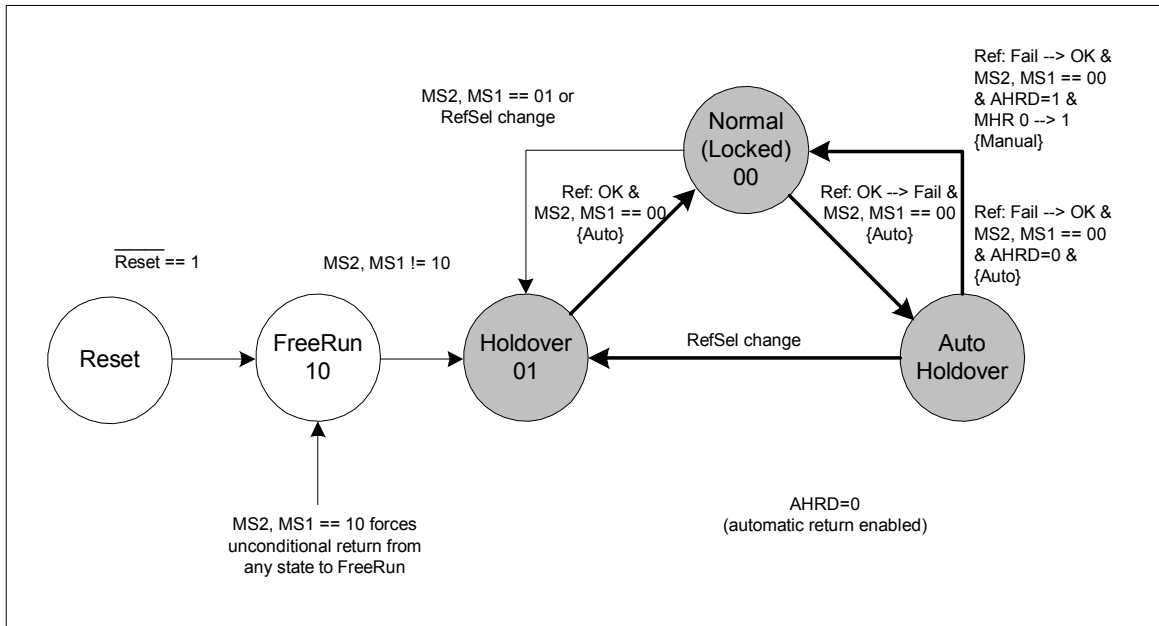 Ref: Fail --> OK &
MS2, MS1 == 00
& AHRD=1 &
MHR 0 --> 1
{Manual}
MS2, MS1 == 01 or
RefSel change
Normal
(Locked)
00
Ref: OK &
MS2, MS1 == 00
{Auto}
Ref: OK --> Fail &
MS2, MS1 == 00
{Auto}
Ref: Fail --> OK &
MS2, MS1 == 00
& AHRD=0 &
{Auto}
Reset == 1
MS2, MS1 != 10
Reset
FreeRun
10
Holdover
01
RefSel change
Auto
Holdover
MS2, MS1 == 10 forces
unconditional return from
any state to FreeRun
AHRD=0
(automatic return enabled)